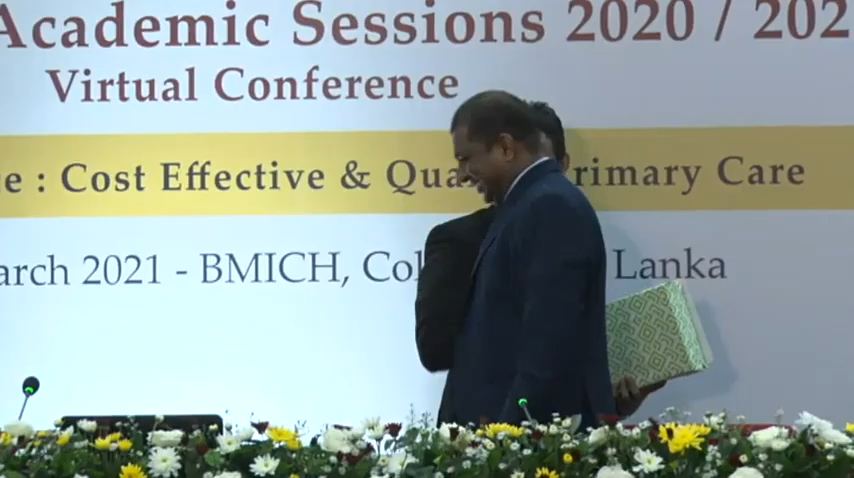 Academic Sessions 2020 / 202
Virtual Conference
: Cost Effective & Qua rimary Care
arch 2021 - BMICH, Col Lanka